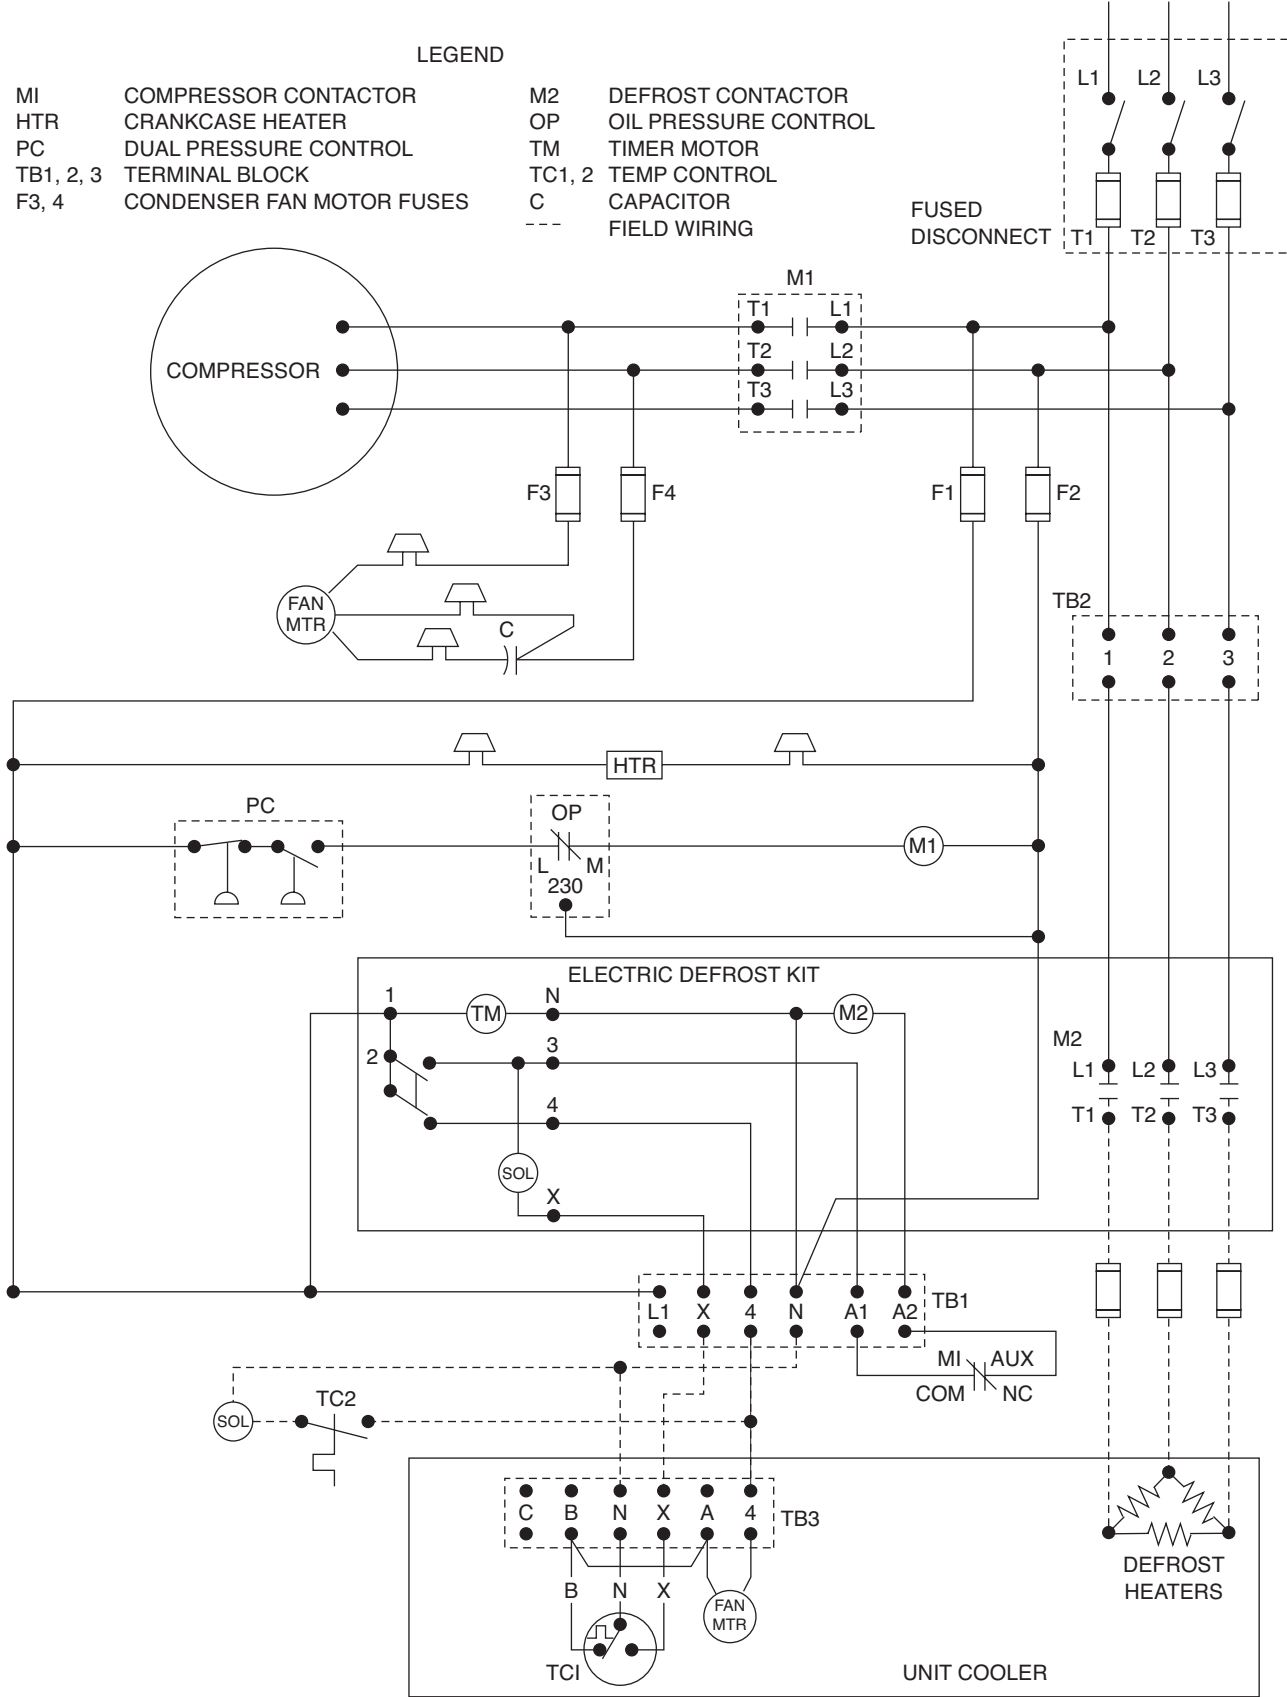 LEGEND
MI COMPRESSOR CONTACTOR M2 DEFROST CONTACTOR
HTR CRANKCASE HEATER OP OIL PRESSURE CONTROL
PC DUAL PRESSURE CONTROL TM TIMER MOTOR
TB1, 2, 3 TERMINAL BLOCK TC1, 2 TEMP CONTROL
F3, 4 CONDENSER FAN MOTOR FUSES C CAPACITOR
--- FIELD WIRING
L1 L2 L3
FUSED
DISCONNECT
T1 T2 T3
M1
T1 L1
T2 L2
T3 L3
COMPRESSOR
F3 F4 F1 F2
FAN
MTR
C
TB2
1 2 3
HTR
PC
OP
L M
230
M1
ELECTRIC DEFROST KIT
1 TM N M2
2 3
4
SOL
X
M2
L1 L2 L3
T1 T2 T3
L1 X 4 N A1 A2 TB1
MI AUX
COM NC
TC2
SOL
C B N X A 4 TB3
B N X
FAN
MTR
TCI
DEFROST
HEATERS
UNIT COOLER